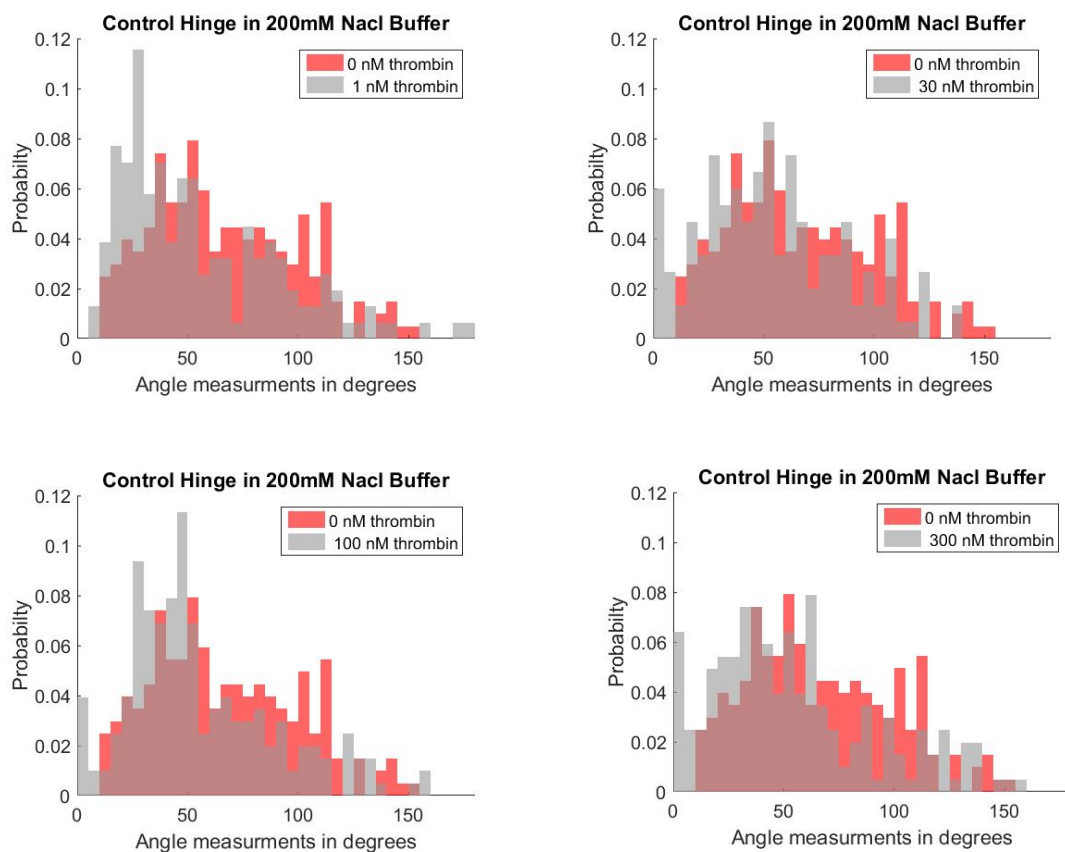 Control Hinge in 200mM Nacl Buffer
0.12
0.1
0.08
0.06
0.04
0.02
0
Probabilty
0 nM thrombin
1 nM thrombin
0
50
100
150
Angle measurments in degrees
Control Hinge in 200mM Nacl Buffer
0.12
0.1
0.08
0.06
0.04
0.02
0
Probabilty
0 nM thrombin
30 nM thrombin
0
50
100
150
Angle measurments in degrees
Control Hinge in 200mM Nacl Buffer
0.12
0.1
0.08
0.06
0.04
0.02
0
Probabilty
0 nM thrombin
100 nM thrombin
0
50
100
150
Angle measurments in degrees
Control Hinge in 200mM Nacl Buffer
0.12
0.1
0.08
0.06
0.04
0.02
0
Probabilty
0 nM thrombin
300 nM thrombin
0
50
100
150
Angle measurments in degrees